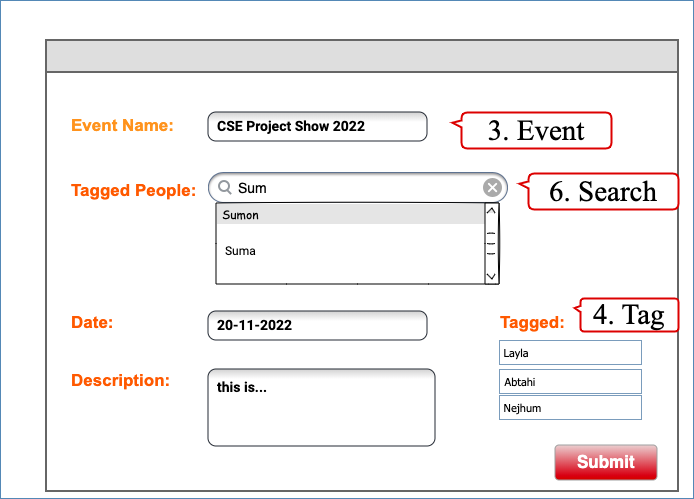 Event Name:
CSE Project Show 2022
3. Event
Tagged People:
Sum
6. Search
Sumon
Suma
Date:
20-11-2022
Tagged:
4. Tag
Layla
Description:
this is...
Abtahi
Nejhum
Submit